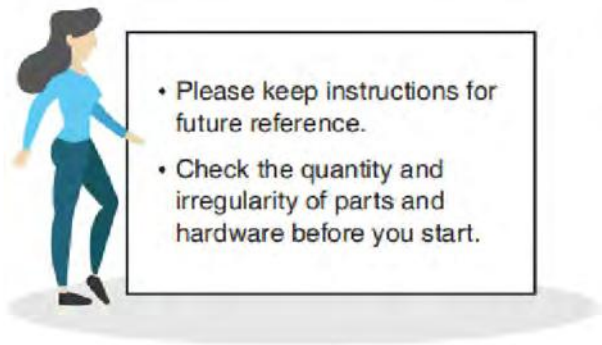 • Please keep instructions for
future reference.
• Check the quantity and
irregularity of parts and
hardware before you start.